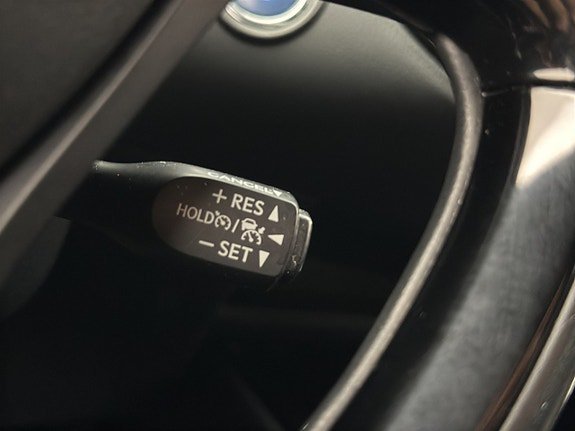 CANCEL
+ RES
HOLD /
− SET